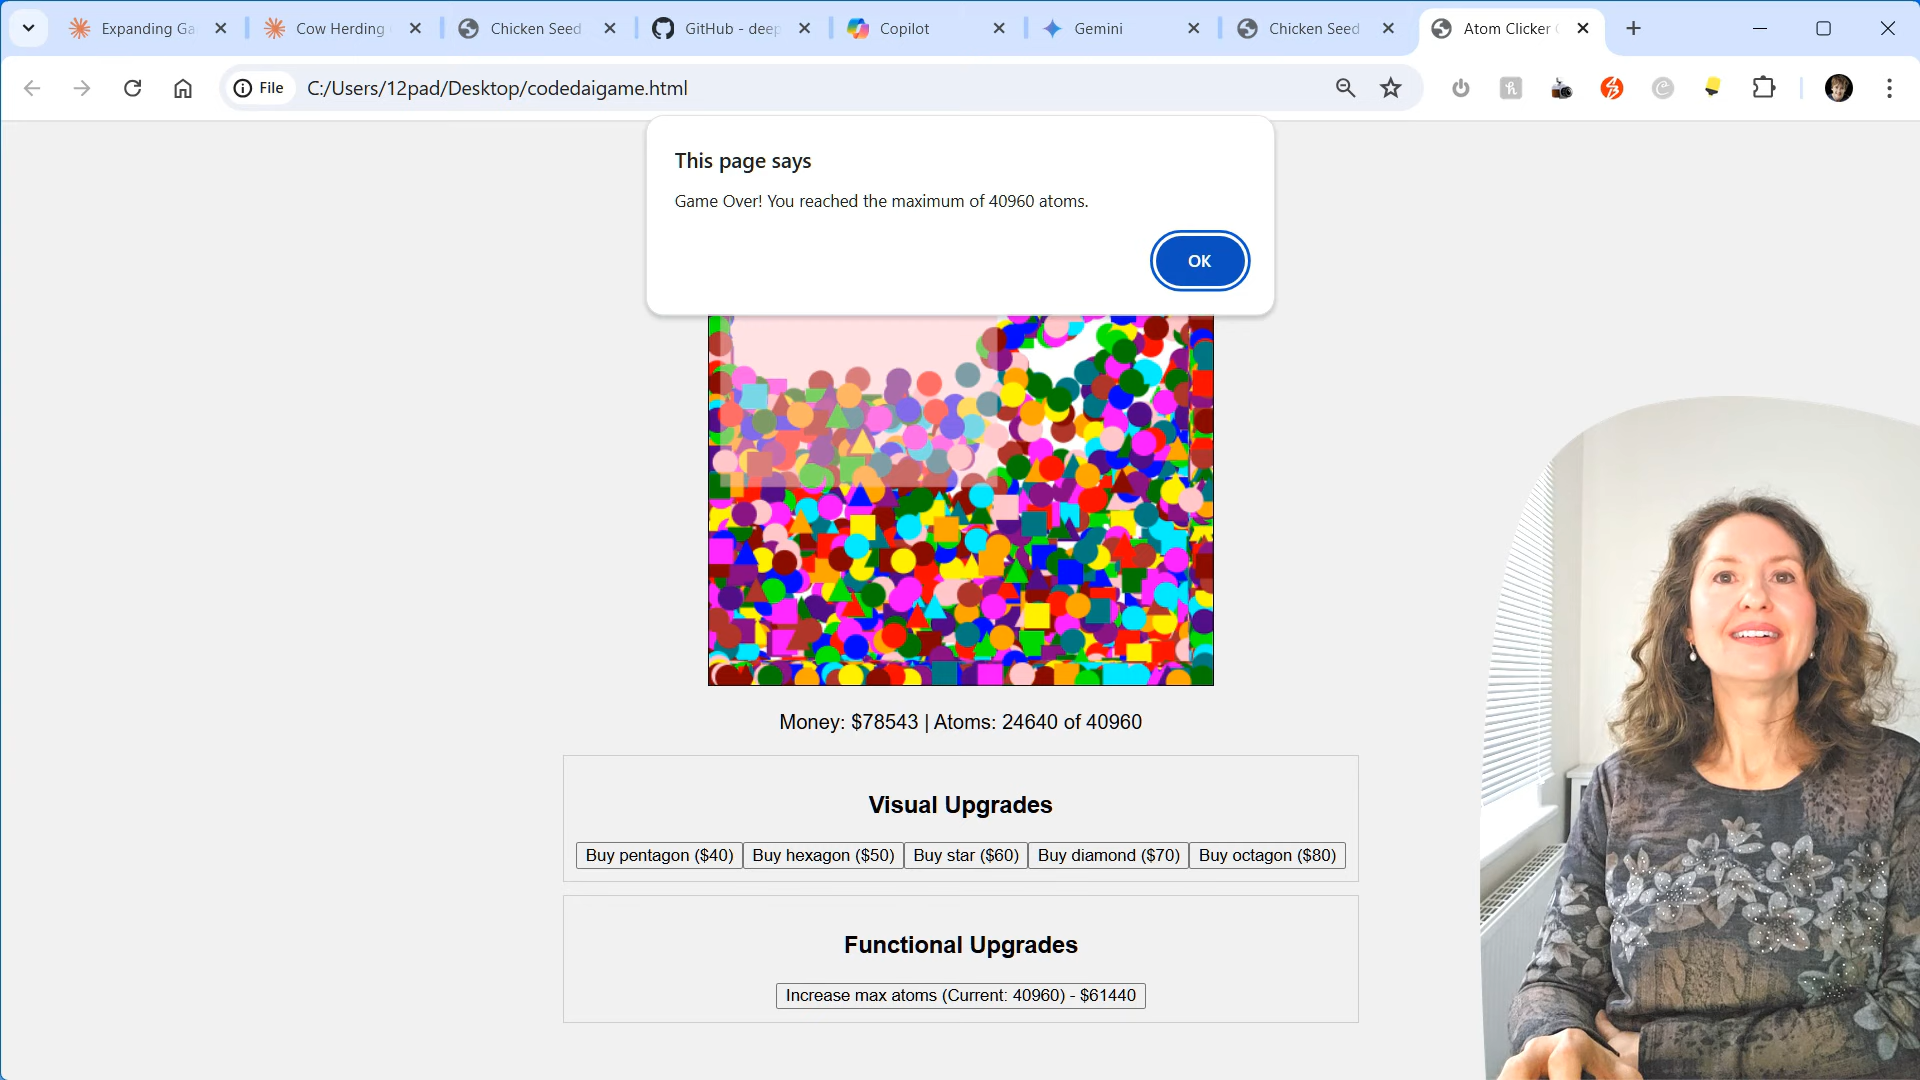 Expanding Ga
Cow Herding
Chicken Seed
GitHub - deep
Copilot
Gemini
Chicken Seed
Atom Clicker
File
C:/Users/12pad/Desktop/codedaigame.html
This page says
Game Over! You reached the maximum of 40960 atoms.
OK
Money: $78543 | Atoms: 24640 of 40960
Visual Upgrades
Buy pentagon ($40)
Buy hexagon ($50)
Buy star ($60)
Buy diamond ($70)
Buy octagon ($80)
Functional Upgrades
Increase max atoms (Current: 40960) - $61440